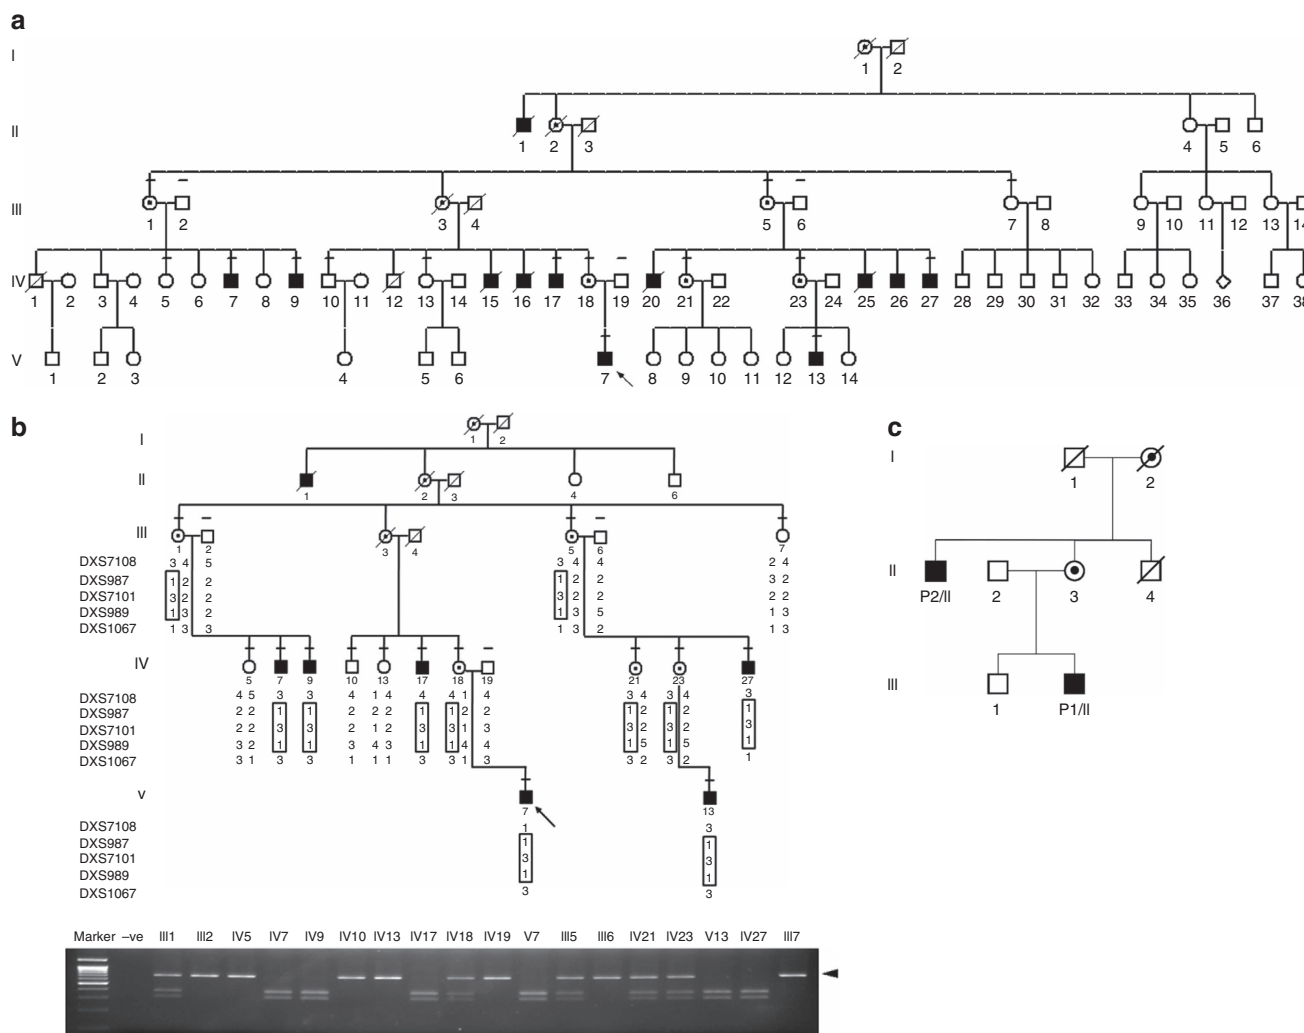 a
I
1 2
II
1 2 3 4 5 6
III
1 2 3 4 5 6 7 8 9 10 11 12 13 14
IV
1 2 3 4 5 6 7 8 9 10 11 12 13 14 15 16 17 18 19 20 21 22 23 24 25 26 27 28 29 30 31 32 33 34 35 36 37 38
V
1 2 3 4 5 6 7 8 9 10 11 12 13 14
b
I
1 2
II
1 2 3 4 6
III
1 2 3 4 5 6 7
DXS7108 3 4 5 3 4 4 2 4
DXS987 1 2 2 1 2 2 3 2
DXS7101 3 2 2 3 2 2 2 2
DXS989 1 3 2 1 3 5 1 3
DXS1067 1 3 3 1 3 2 1 3
IV
5 7 9 10 13 17 18 19 21 23 27
DXS7108 4 5 3 3 4 1 4 4 4 1 4 3 4 3 4 3
DXS987 2 2 1 1 2 2 2 1 1 2 2 1 2 1 2 1
DXS7101 2 2 3 3 2 1 2 3 3 1 3 3 2 3 2 3
DXS989 3 2 1 1 3 4 3 1 1 4 4 1 5 1 5 1
DXS1067 3 1 3 3 1 1 1 3 3 1 3 3 2 3 2 1
V
7 13
DXS7108 1 3
DXS987 1 1
DXS7101 3 3
DXS989 1 1
DXS1067 3 3
Marker –ve III1 III2 IV5 IV7 IV9 IV10 IV13 IV17 IV18 IV19 V7 III5 III6 IV21 IV23 V13 IV27 III7
c
I
1 2
II
P2/II 2 3 4
III
1 P1/II